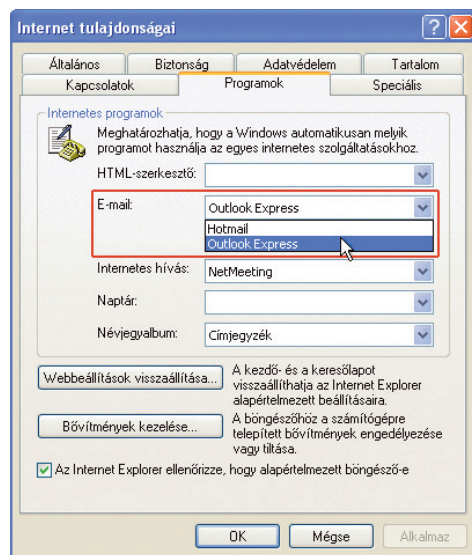 Internet tulajdonságai
Általános Biztonság Adatvédelem Tartalom
Kapcsolatok Programok Speciális
Internetes programok
Meghatározhatja, hogy a Windows automatikusan melyik
programot használja az egyes internetes szolgáltatásokhoz.
HTML-szerkesztő:
E-mail: Outlook Express
Hotmail
Outlook Express
Internetes hívás: NetMeeting
Naptár:
Névjegyalbum: Címjegyzék
Webbeállítások visszaállítása...
A kezdő- és a keresőlapot
visszaállíthatja az Internet Explorer
alapértelmezett beállításaira.
Bővítmények kezelése...
A böngészőhöz a számítógépre
telepített bővítmények engedélyezése
vagy tiltása.
Az Internet Explorer ellenőrizze, hogy alapértelmezett böngésző-e
OK Mégse Alkalmaz